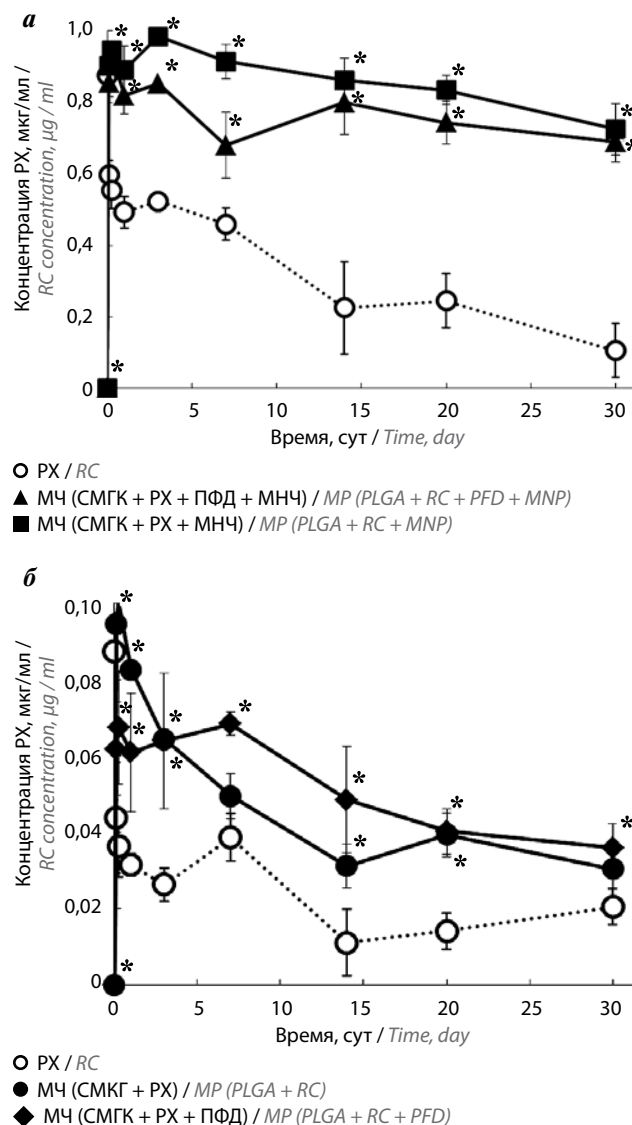 а
Концентрация РХ, мкг/мл /
RC concentration, µg / ml
1,0
0,8
0,6
0,4
0,2
0
* * * * * * * * * * * * * *
0 5 10 15 20 25 30
Время, сут / Time, day
РХ / RC
МЧ (СМГК + РХ + ПФД + МНЧ) / MP (PLGA + RC + PFD + MNP)
МЧ (СМГК + РХ + МНЧ) / MP (PLGA + RC + MNP)
б
Концентрация РХ, мкг/мл /
RC concentration, µg / ml
0,10
0,08
0,06
0,04
0,02
0
* * * * * * * * * * * * *
0 5 10 15 20 25 30
Время, сут / Time, day
РХ / RC
МЧ (СМКГ + РХ) / MP (PLGA + RC)
МЧ (СМГК + РХ + ПФД) / MP (PLGA + RC + PFD)